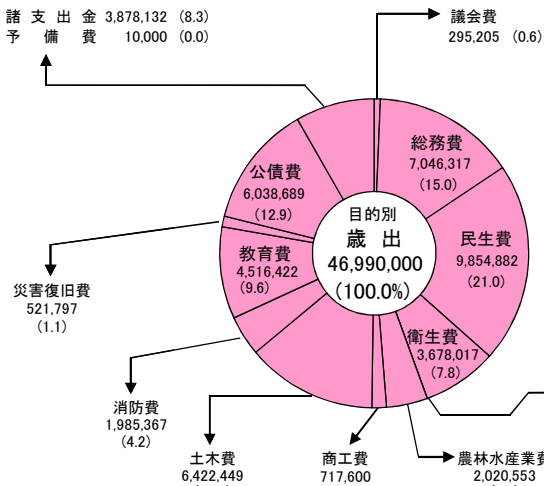 諸支出金 3,878,132 (8.3)
予備費 10,000 (0.0)
議会費
295,205 (0.6)
総務費
7,046,317
(15.0)
民生費
9,854,882
(21.0)
衛生費
3,678,017
(7.8)
農林水産業費
2,020,553
商工費
717,600
土木費
6,422,449
消防費
1,985,367
(4.2)
教育費
4,516,422
(9.6)
災害復旧費
521,797
(1.1)
公債費
6,038,689
(12.9)
目的別
歳出
46,990,000
(100.0%)